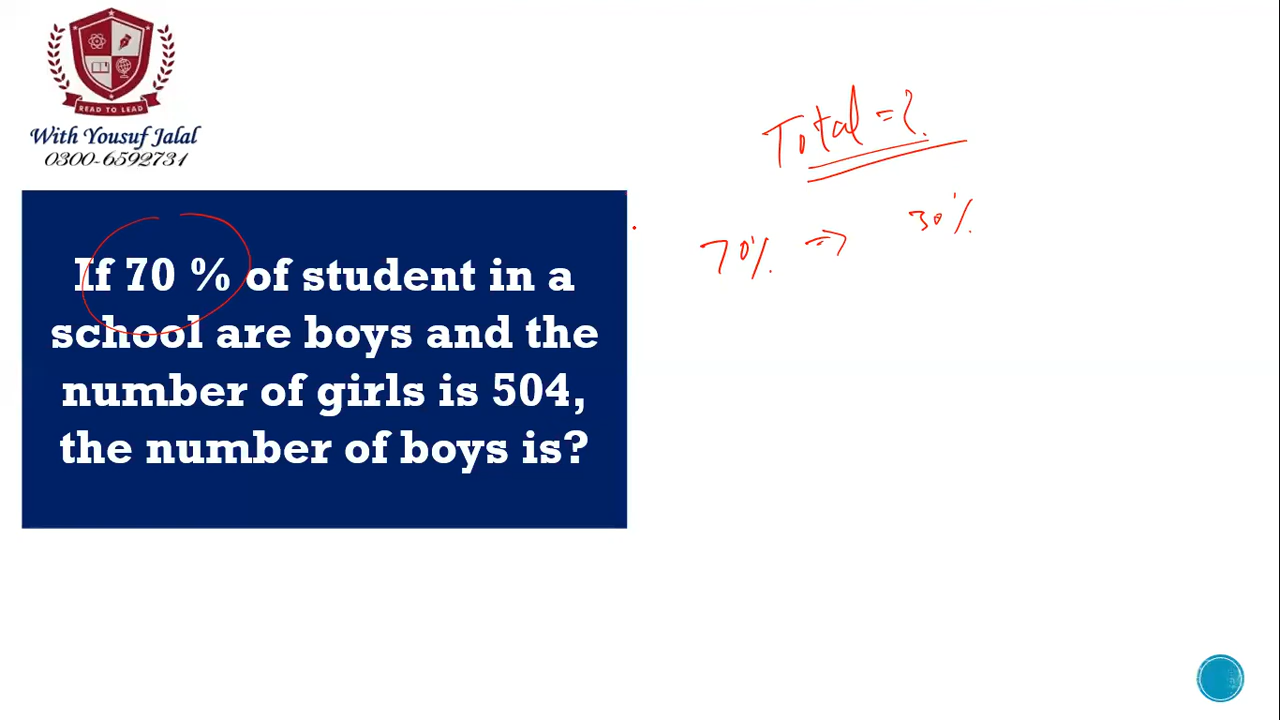 READ TO LEAD
With Yousuf Jalal
0300-6592731
Total = ?
70% ⇒ 30%
If 70 % of student in a
school are boys and the
number of girls is 504,
the number of boys is?